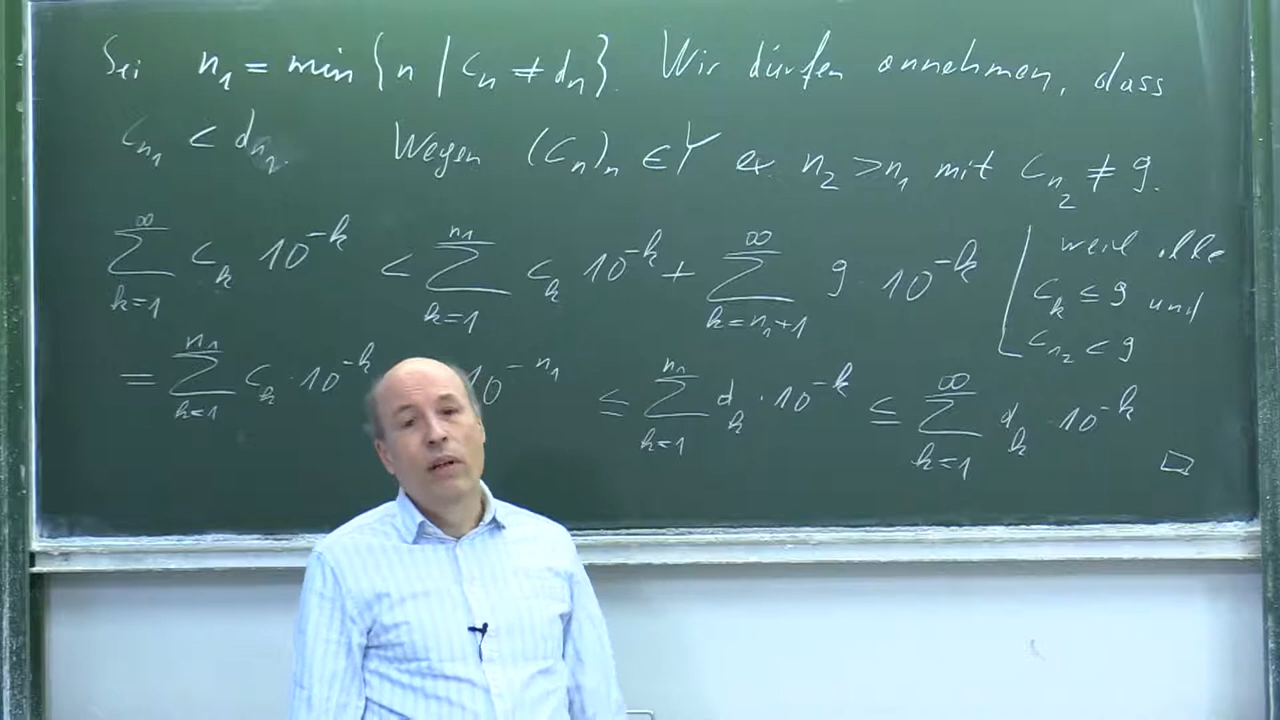 Sei n₁ = min {n | cₙ ≠ dₙ}. Wir dürfen annehmen, dass
c_{n₁} < d_{n₁}. Wegen (cₙ)ₙ ∈ Y ex. n₂ > n₁ mit c_{n₂} ≠ 9.
∑_{k=1}^{∞} c_k 10^{-k} < ∑_{k=1}^{n₁} c_k 10^{-k} + ∑_{k=n₁+1}^{∞} 9 · 10^{-k}
weil alle
c_k ≤ 9 und
c_{n₂} < 9
= ∑_{k=1}^{n₁} c_k · 10^{-k} 10^{-n₁} ≤ ∑_{k=1}^{n₁} d_k · 10^{-k} ≤ ∑_{k=1}^{∞} d_k · 10^{-k} □